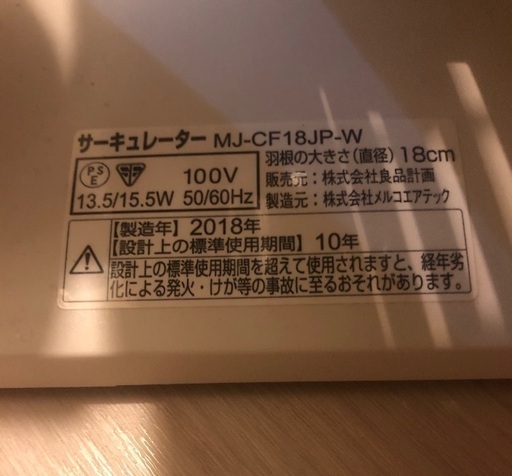 サーキュレーター MJ-CF18JP-W
PSE 100V
13.5/15.5W 50/60Hz
羽根の大きさ(直径)18cm
販売元:株式会社良品計画
製造元:株式会社メルコエアテック
【製造年】2018年
【設計上の標準使用期間】10年
設計上の標準使用期間を超えて使用されますと、経年劣
化による発火・けが等の事故に至るおそれがあります。